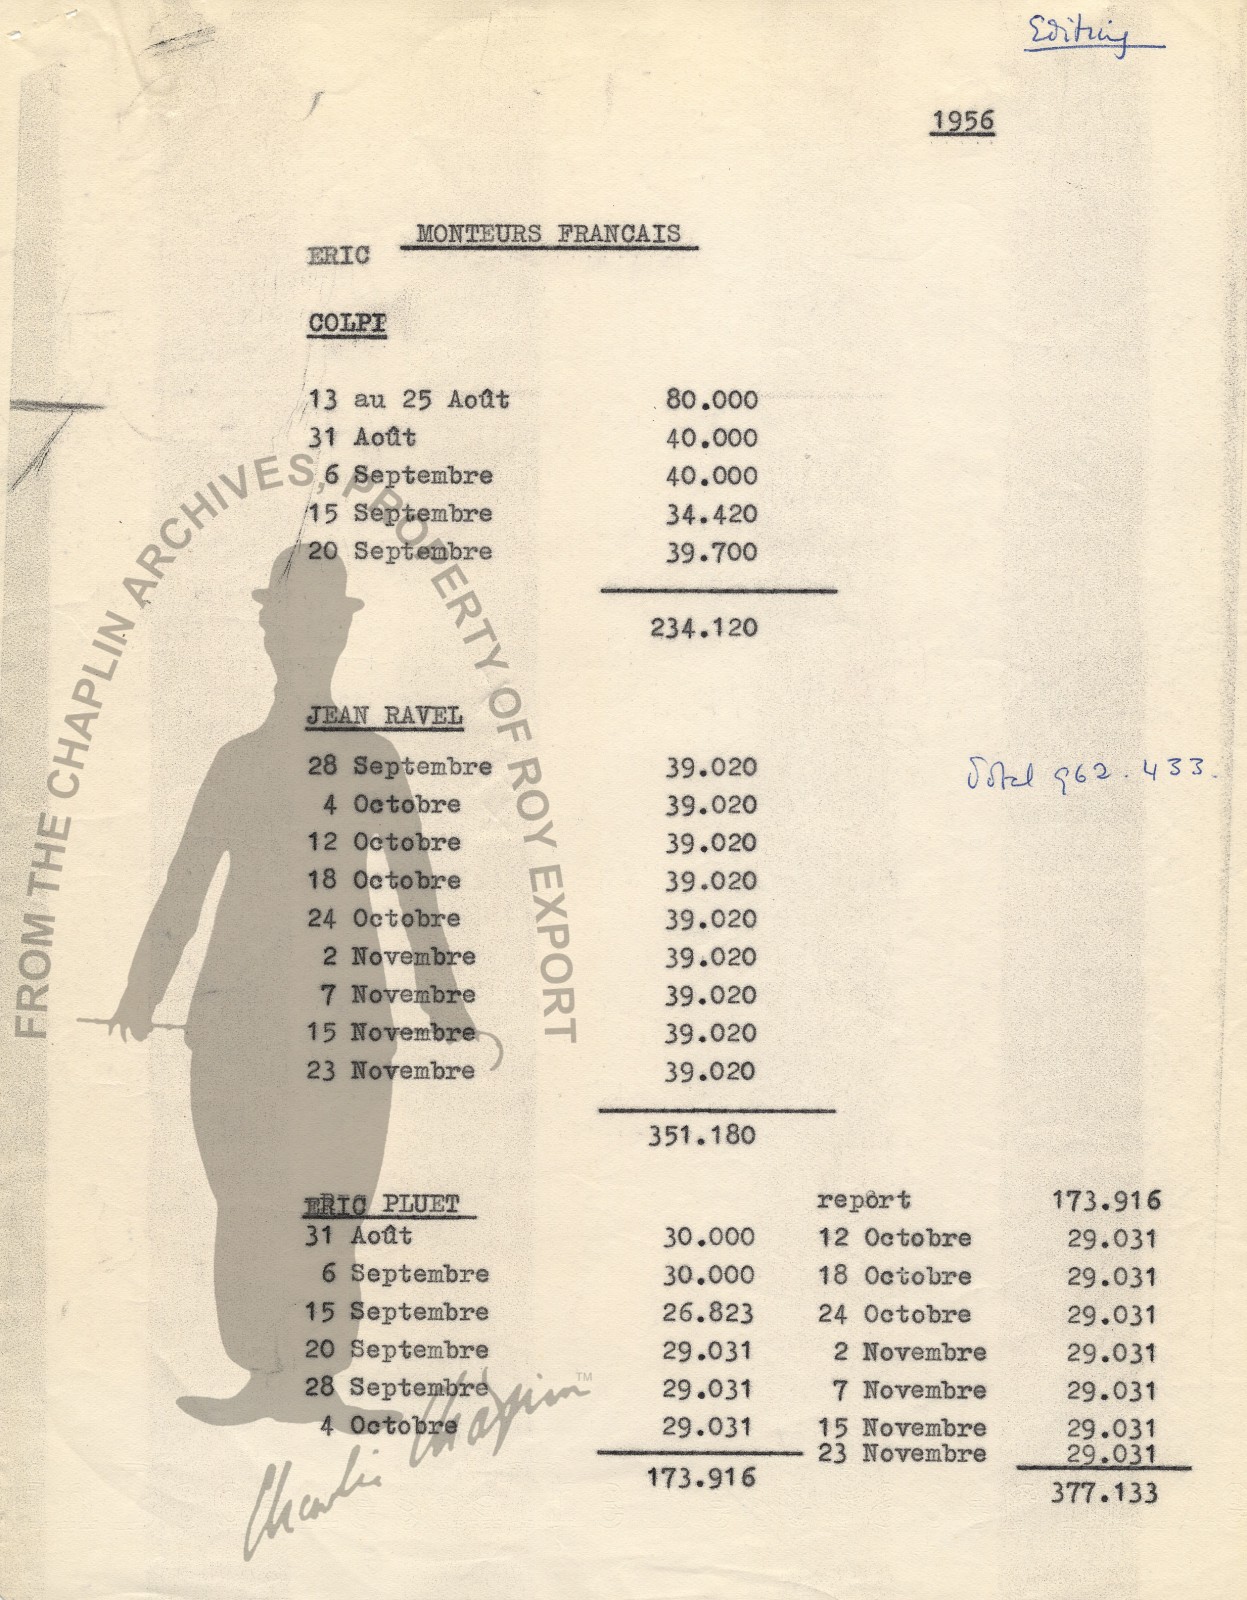 Editing
1956
MONTEURS FRANCAIS
ERIC
COLPI
13 au 25 Août 80.000
31 Août 40.000
6 Septembre 40.000
15 Septembre 34.420
20 Septembre 39.700
234.120
JEAN RAVEL
28 Septembre 39.020
Total 962.433.
4 Octobre 39.020
12 Octobre 39.020
18 Octobre 39.020
24 Octobre 39.020
2 Novembre 39.020
7 Novembre 39.020
15 Novembre 39.020
23 Novembre 39.020
351.180
ERIC PLUET repôrt 173.916
31 Août 30.000 12 Octobre 29.031
6 Septembre 30.000 18 Octobre 29.031
15 Septembre 26.823 24 Octobre 29.031
20 Septembre 29.031 2 Novembre 29.031
28 Septembre 29.031 7 Novembre 29.031
4 Octobre 29.031 15 Novembre 29.031
23 Novembre 29.031
173.916 377.133
FROM THE CHAPLIN ARCHIVES, PROPERTY OF ROY EXPORT
Charlie Chaplin™